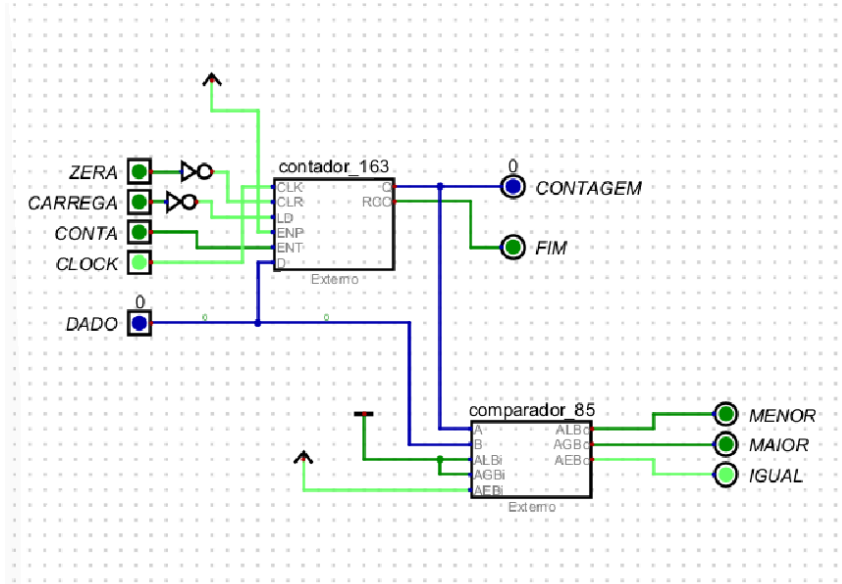 contador_163
0
ZERA
CARREGA
CONTA
CLOCK
CLK
CLR
LD
ENP
ENT
D
Q
RCO
Externo
CONTAGEM
FIM
0
DADO
0
0
comparador_85
A
B
ALBi
AGBi
AEBi
ALBo
AGBo
AEBo
Externo
MENOR
MAIOR
IGUAL